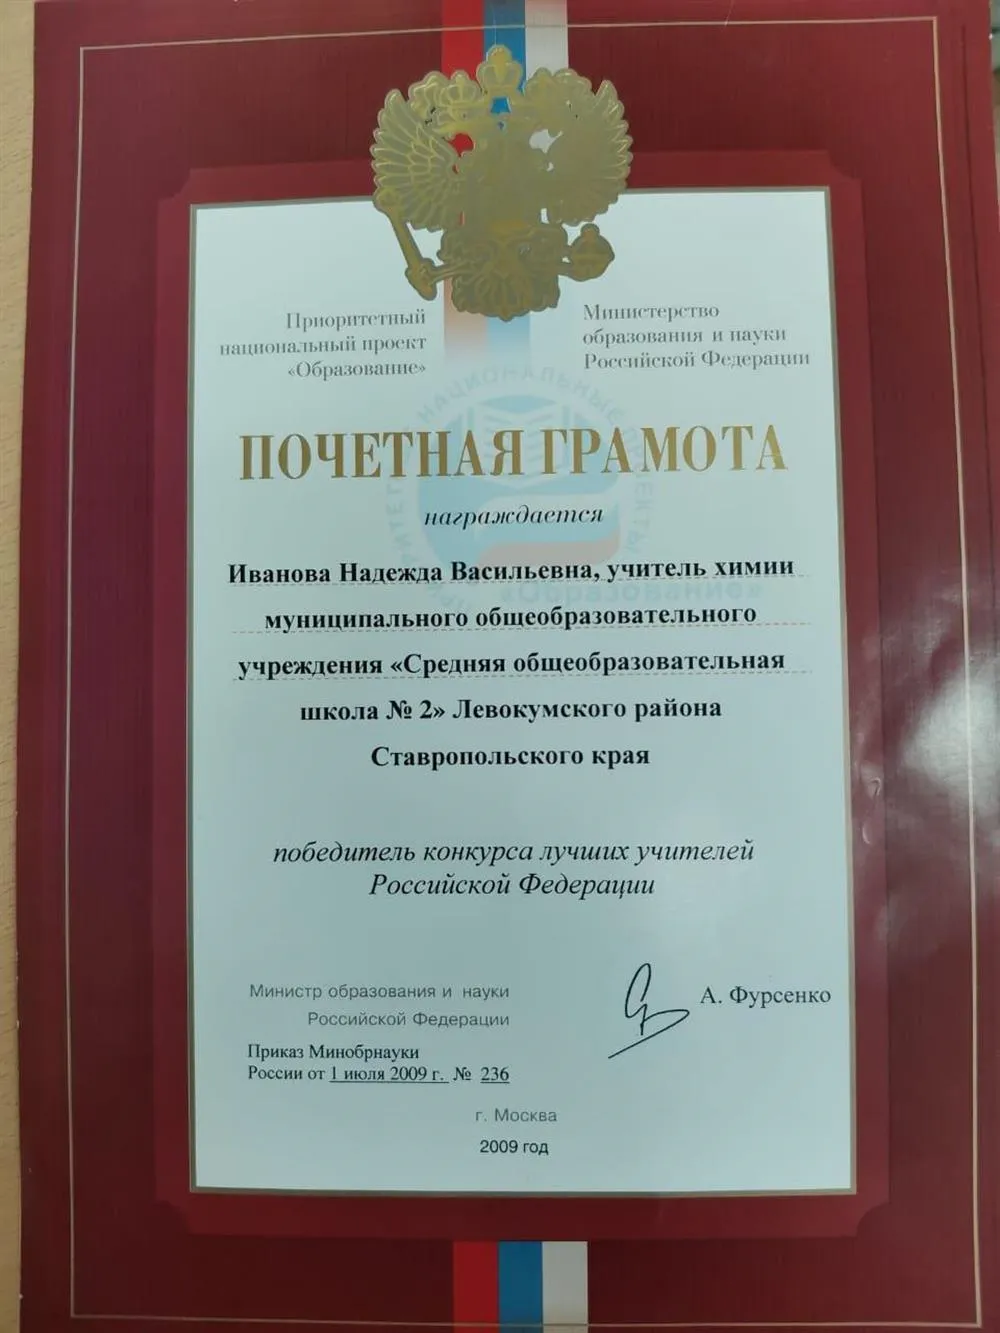 Приоритетный
национальный проект
«Образование»
Министерство
образования и науки
Российской Федерации
ПОЧЕТНАЯ ГРАМОТА
награждается
Иванова Надежда Васильевна, учитель химии
муниципального общеобразовательного
учреждения «Средняя общеобразовательная
школа № 2» Левокумского района
Ставропольского края
победитель конкурса лучших учителей
Российской Федерации
Министр образования и науки
Российской Федерации
А. Фурсенко
Приказ Минобрнауки
России от 1 июля 2009 г. № 236
г. Москва
2009 год